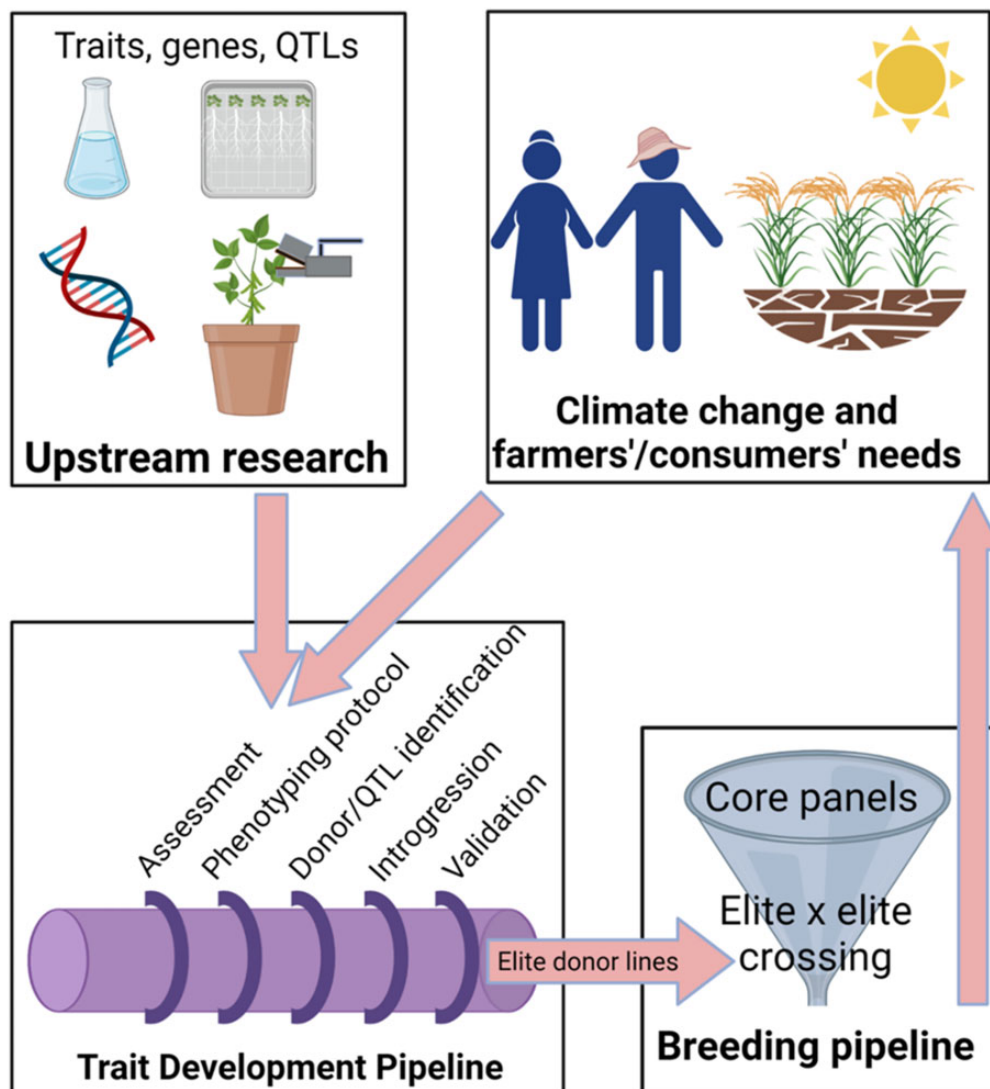 Traits, genes, QTLs
Upstream research
Climate change and
farmers'/consumers' needs
Assessment
Phenotyping protocol
Donor/QTL identification
Introgression
Validation
Elite donor lines
Trait Development Pipeline
Core panels
Elite x elite
crossing
Breeding pipeline